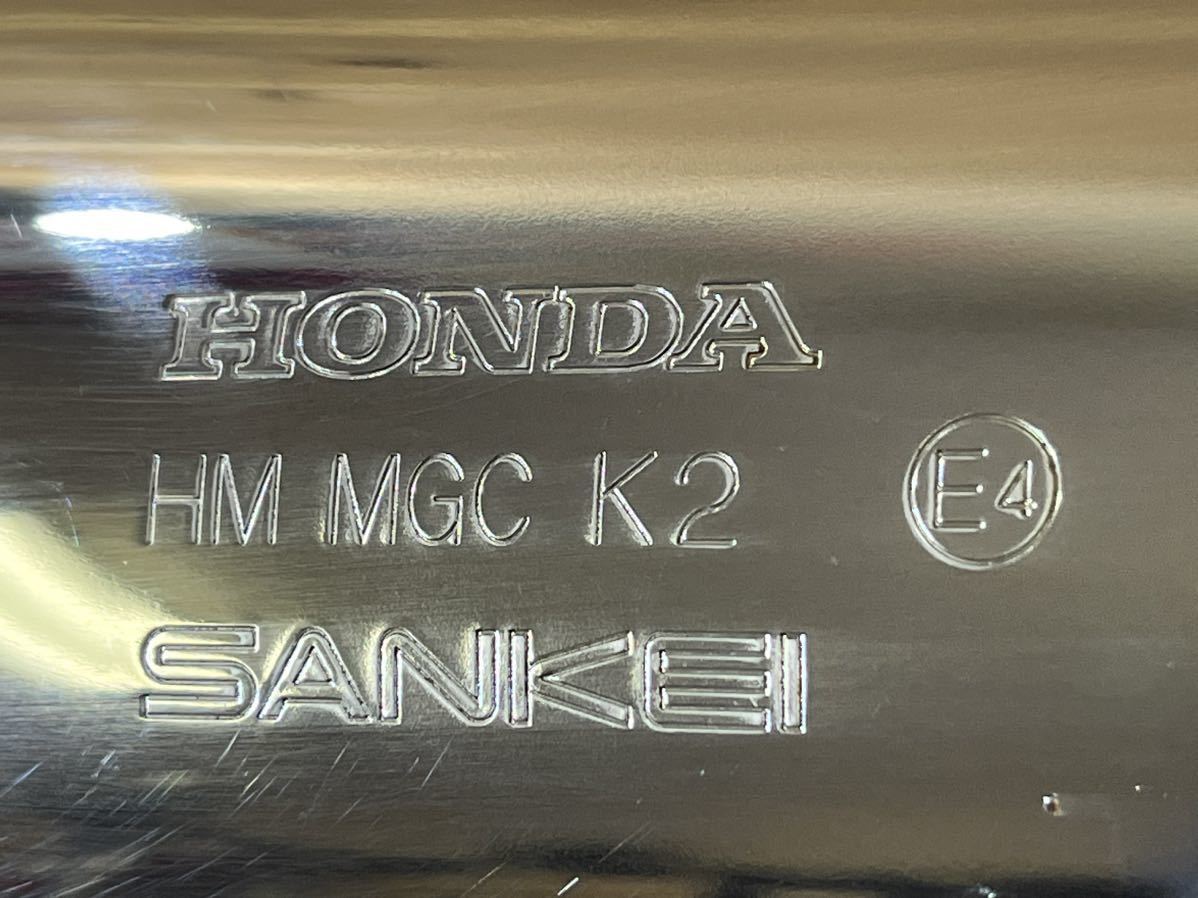 HONDA
HM MGC K2 E4
SANKEI